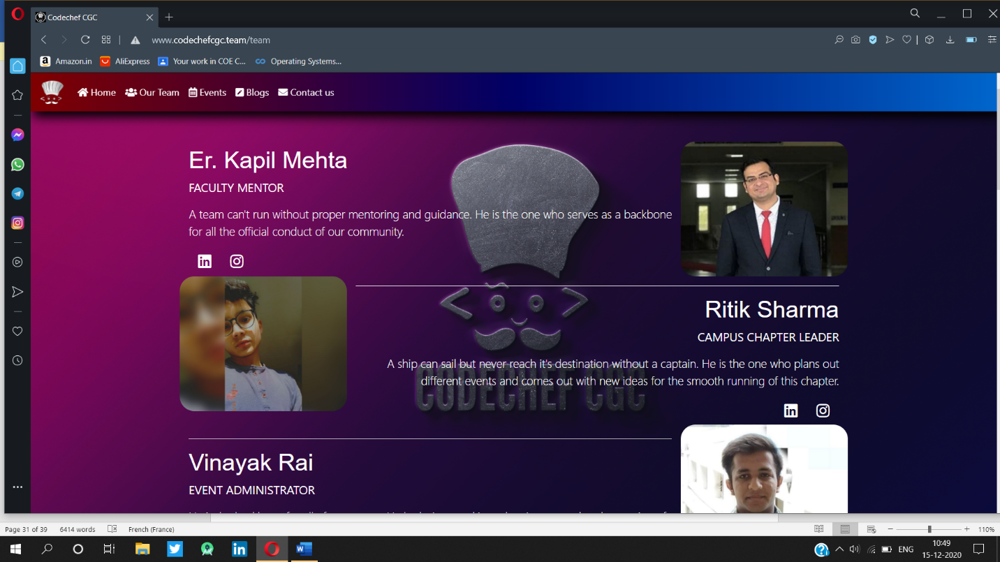 Codechef CGC
www.codechefcgc.team/team
Amazon.in AliExpress Your work in COE C... Operating Systems...
Home Our Team Events Blogs Contact us
Er. Kapil Mehta
FACULTY MENTOR
A team can't run without proper mentoring and guidance. He is the one who serves as a backbone
for all the official conduct of our community.
Ritik Sharma
CAMPUS CHAPTER LEADER
A ship can sail but never reach it's destination without a captain. He is the one who plans out
different events and comes out with new ideas for the smooth running of this chapter.
CODECHEF CGC
Vinayak Rai
EVENT ADMINISTRATOR
Page 31 of 39 6414 words French (France) 110%
ENG
10:49
15-12-2020